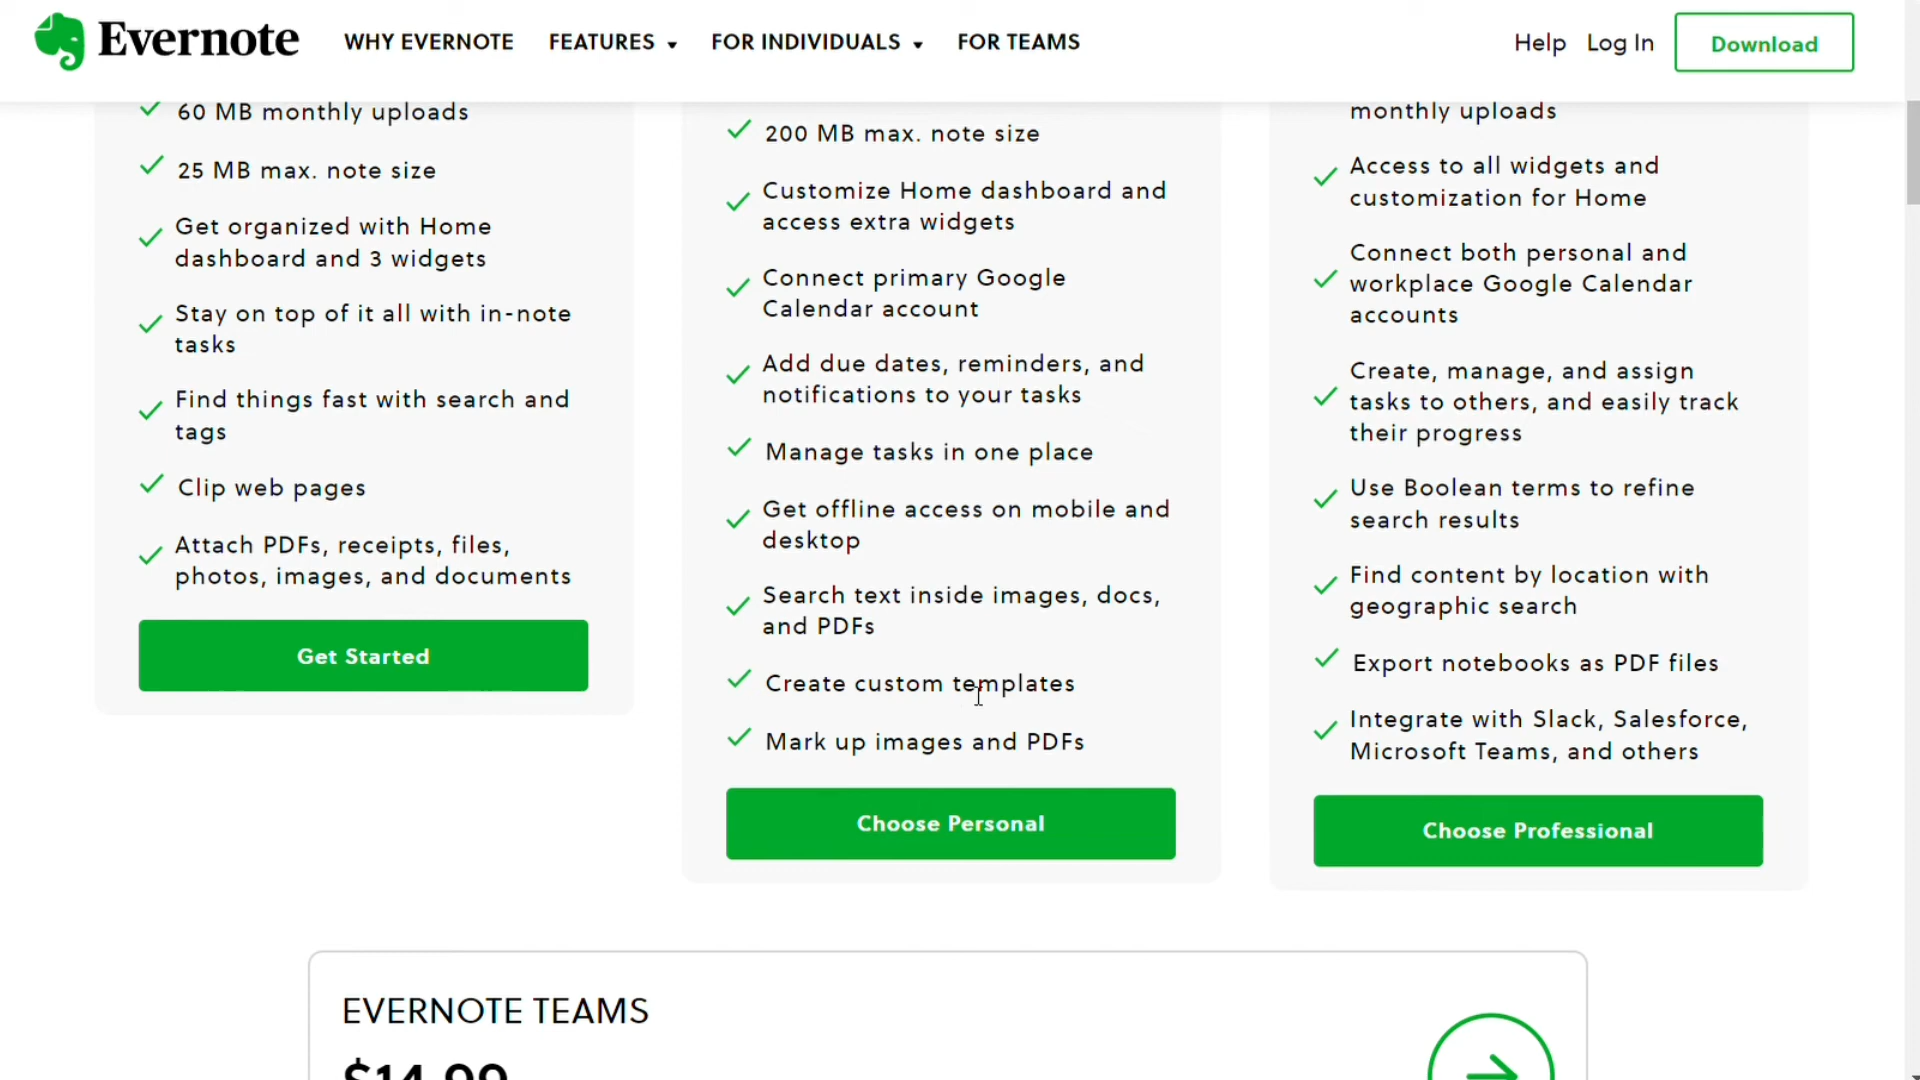 Evernote
WHY EVERNOTE
FEATURES
FOR INDIVIDUALS
FOR TEAMS
Help
Log In
Download
60 MB monthly uploads
25 MB max. note size
Get organized with Home
dashboard and 3 widgets
Stay on top of it all with in-note
tasks
Find things fast with search and
tags
Clip web pages
Attach PDFs, receipts, files,
photos, images, and documents
Get Started
200 MB max. note size
Customize Home dashboard and
access extra widgets
Connect primary Google
Calendar account
Add due dates, reminders, and
notifications to your tasks
Manage tasks in one place
Get offline access on mobile and
desktop
Search text inside images, docs,
and PDFs
Create custom templates
Mark up images and PDFs
Choose Personal
monthly uploads
Access to all widgets and
customization for Home
Connect both personal and
workplace Google Calendar
accounts
Create, manage, and assign
tasks to others, and easily track
their progress
Use Boolean terms to refine
search results
Find content by location with
geographic search
Export notebooks as PDF files
Integrate with Slack, Salesforce,
Microsoft Teams, and others
Choose Professional
EVERNOTE TEAMS
$14.99